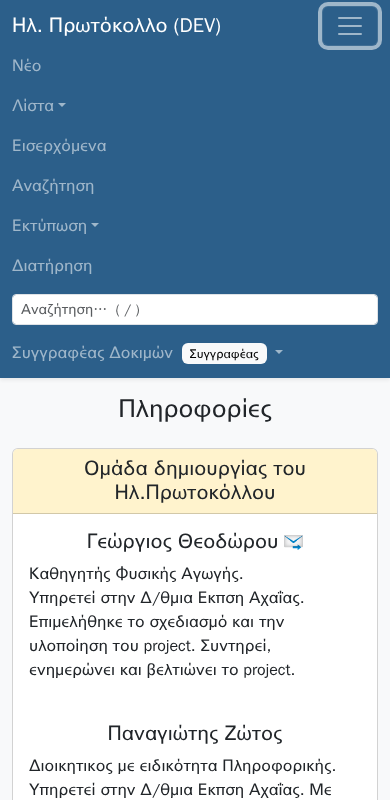 Ηλ. Πρωτόκολλο (DEV)
Νέο
Λίστα
Εισερχόμενα
Αναζήτηση
Εκτύπωση
Διατήρηση
Αναζήτηση… ( / )
Συγγραφέας Δοκιμών Συγγραφέας
Πληροφορίες
Ομάδα δημιουργίας του
Ηλ.Πρωτοκόλλου
Γεώργιος Θεοδώρου
Καθηγητής Φυσικής Αγωγής.
Υπηρετεί στην Δ/θμια Εκπση Αχαΐας.
Επιμελήθηκε το σχεδιασμό και την
υλοποίηση του project. Συντηρεί,
ενημερώνει και βελτιώνει το project.
Παναγιώτης Ζώτος
Διοικητικος με ειδικότητα Πληροφορικής.
Υπηρετεί στην Δ/θμια Εκπση Αχαΐας. Με